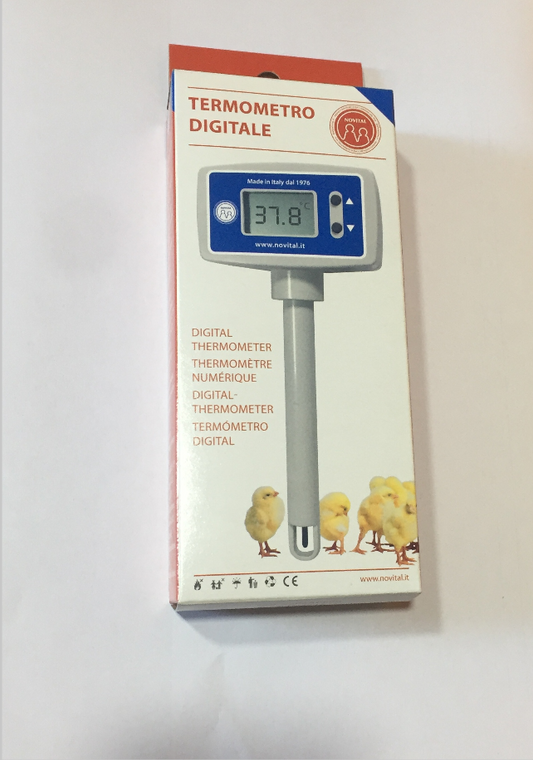 TERMOMETRO
DIGITALE
NOVITAL
Made in Italy dal 1976
37.8 °C
www.novital.it
DIGITAL
THERMOMETER
THERMOMÈTRE
NUMÉRIQUE
DIGITAL-
THERMOMETER
TERMÓMETRO
DIGITAL
CE
www.novital.it